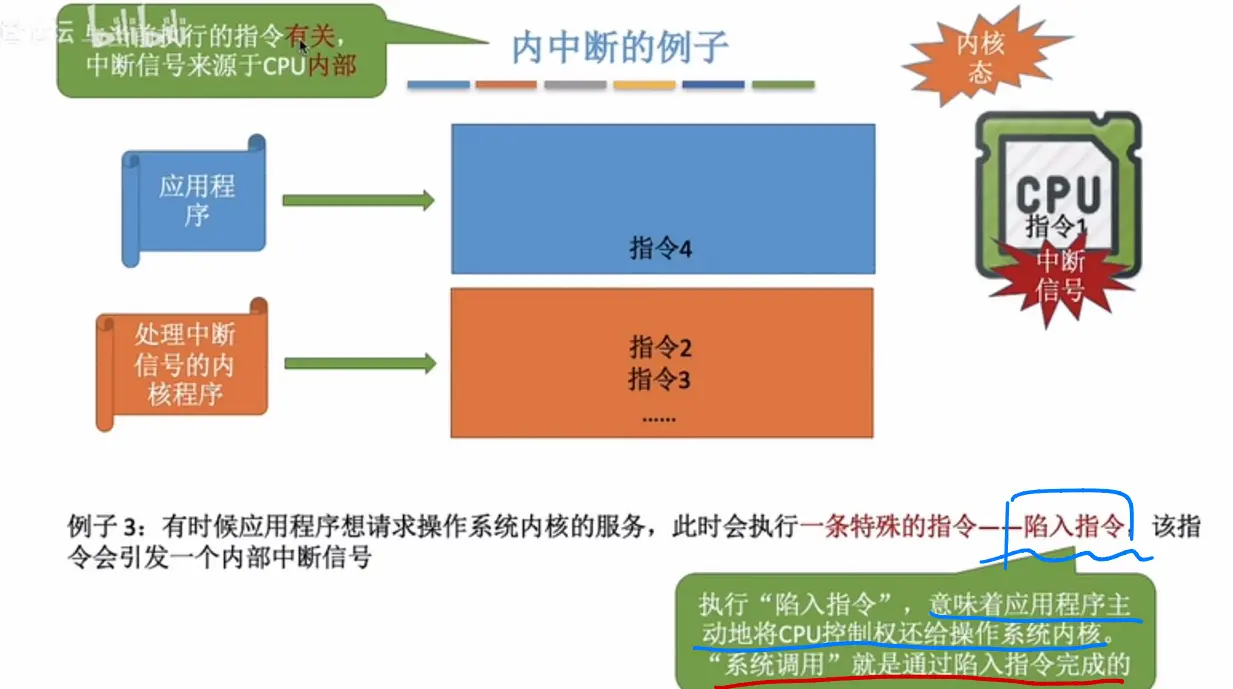 与当前执行的指令有关，
中断信号来源于CPU内部
内中断的例子
内核
态
应用程
序
指令4
CPU
指令1
中断
信号
处理中断
信号的内
核程序
指令2
指令3
......
例子 3：有时候应用程序想请求操作系统内核的服务，此时会执行一条特殊的指令——陷入指令，该指
令会引发一个内部中断信号
执行“陷入指令”，意味着应用程序主
动地将CPU控制权还给操作系统内核。
“系统调用”就是通过陷入指令完成的